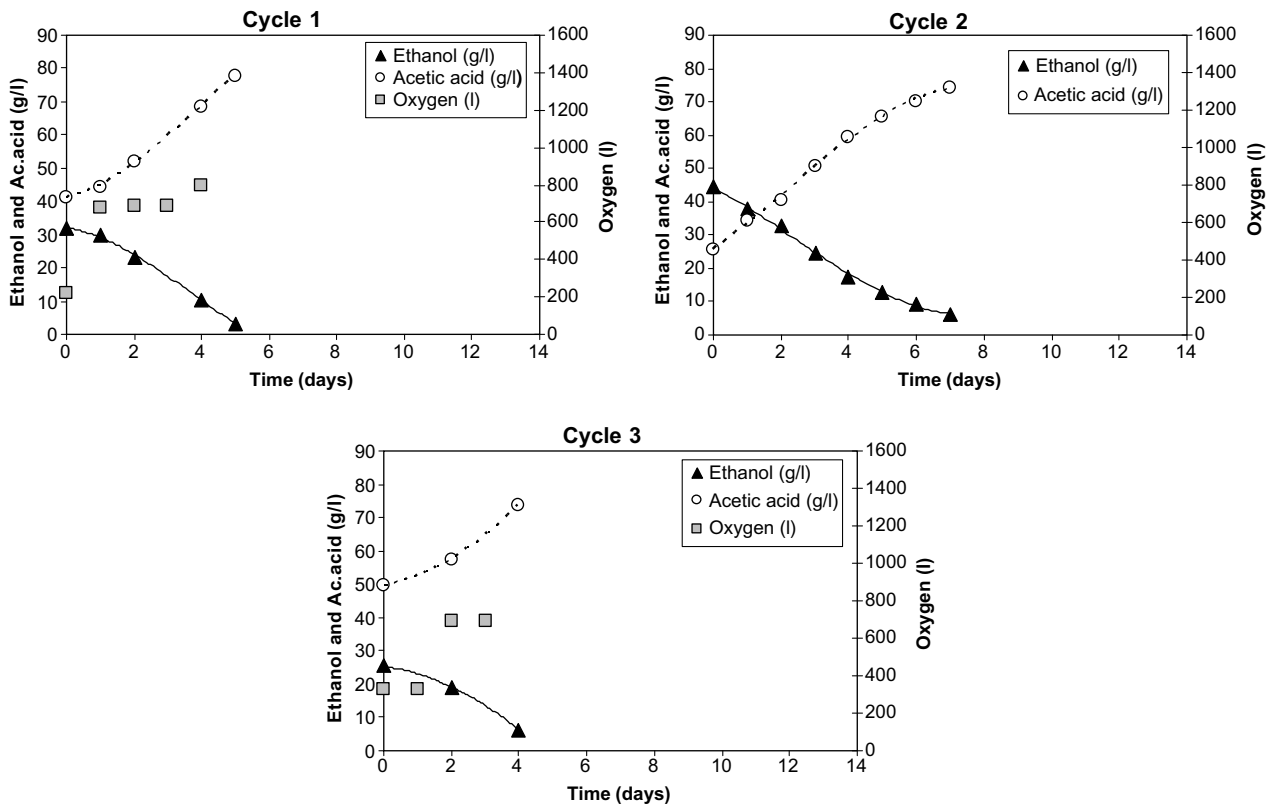 Cycle 1
Ethanol and Ac.acid (g/l)
90
80
70
60
50
40
30
20
10
0
Ethanol (g/l)
Acetic acid (g/l)
Oxygen (l)
1600
1400
1200
1000
800
600
400
200
0
Oxygen (l)
0 2 4 6 8 10 12 14
Time (days)
Cycle 2
Ethanol and Ac.acid (g/l)
90
80
70
60
50
40
30
20
10
0
Ethanol (g/l)
Acetic acid (g/l)
1600
1400
1200
1000
800
600
400
200
0
Oxygen (l)
0 2 4 6 8 10 12 14
Time (days)
Cycle 3
Ethanol and Ac.acid (g/l)
90
80
70
60
50
40
30
20
10
0
Ethanol (g/l)
Acetic acid (g/l)
Oxygen (l)
1600
1400
1200
1000
800
600
400
200
0
Oxygen (l)
0 2 4 6 8 10 12 14
Time (days)